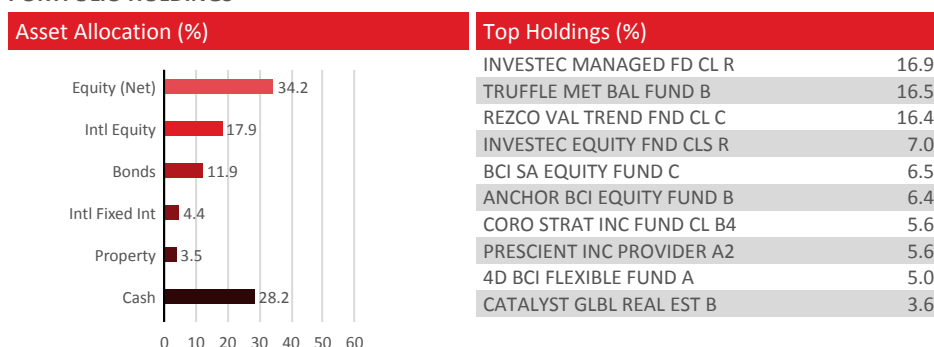 PORTFOLIO HOLDINGS
Asset Allocation (%)
Equity (Net) 34.2
Intl Equity 17.9
Bonds 11.9
Intl Fixed Int 4.4
Property 3.5
Cash 28.2
0 10 20 30 40 50 60
Top Holdings (%)
INVESTEC MANAGED FD CL R 16.9
TRUFFLE MET BAL FUND B 16.5
REZCO VAL TREND FND CL C 16.4
INVESTEC EQUITY FND CLS R 7.0
BCI SA EQUITY FUND C 6.5
ANCHOR BCI EQUITY FUND B 6.4
CORO STRAT INC FUND CL B4 5.6
PRESCIENT INC PROVIDER A2 5.6
4D BCI FLEXIBLE FUND A 5.0
CATALYST GLBL REAL EST B 3.6